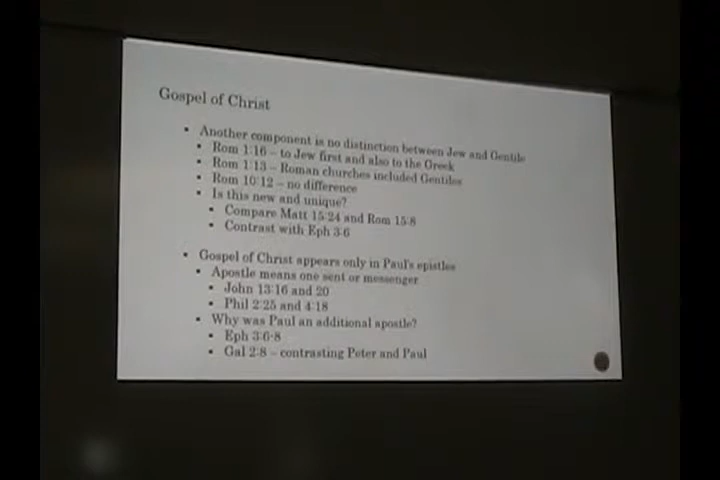 Gospel of Christ
▪ Another component is no distinction between Jew and Gentile
▪ Rom 1:16 – to Jew first and also to the Greek
▪ Rom 1:13 – Roman churches included Gentiles
▪ Rom 10:12 – no difference
▪ Is this new and unique?
▪ Compare Matt 15:24 and Rom 15:8
▪ Contrast with Eph 3:6
▪ Gospel of Christ appears only in Paul's epistles
▪ Apostle means one sent or messenger
▪ John 13:16 and 20
▪ Phil 2:25 and 4:18
▪ Why was Paul an additional apostle?
▪ Eph 3:6-8
▪ Gal 2:8 – contrasting Peter and Paul